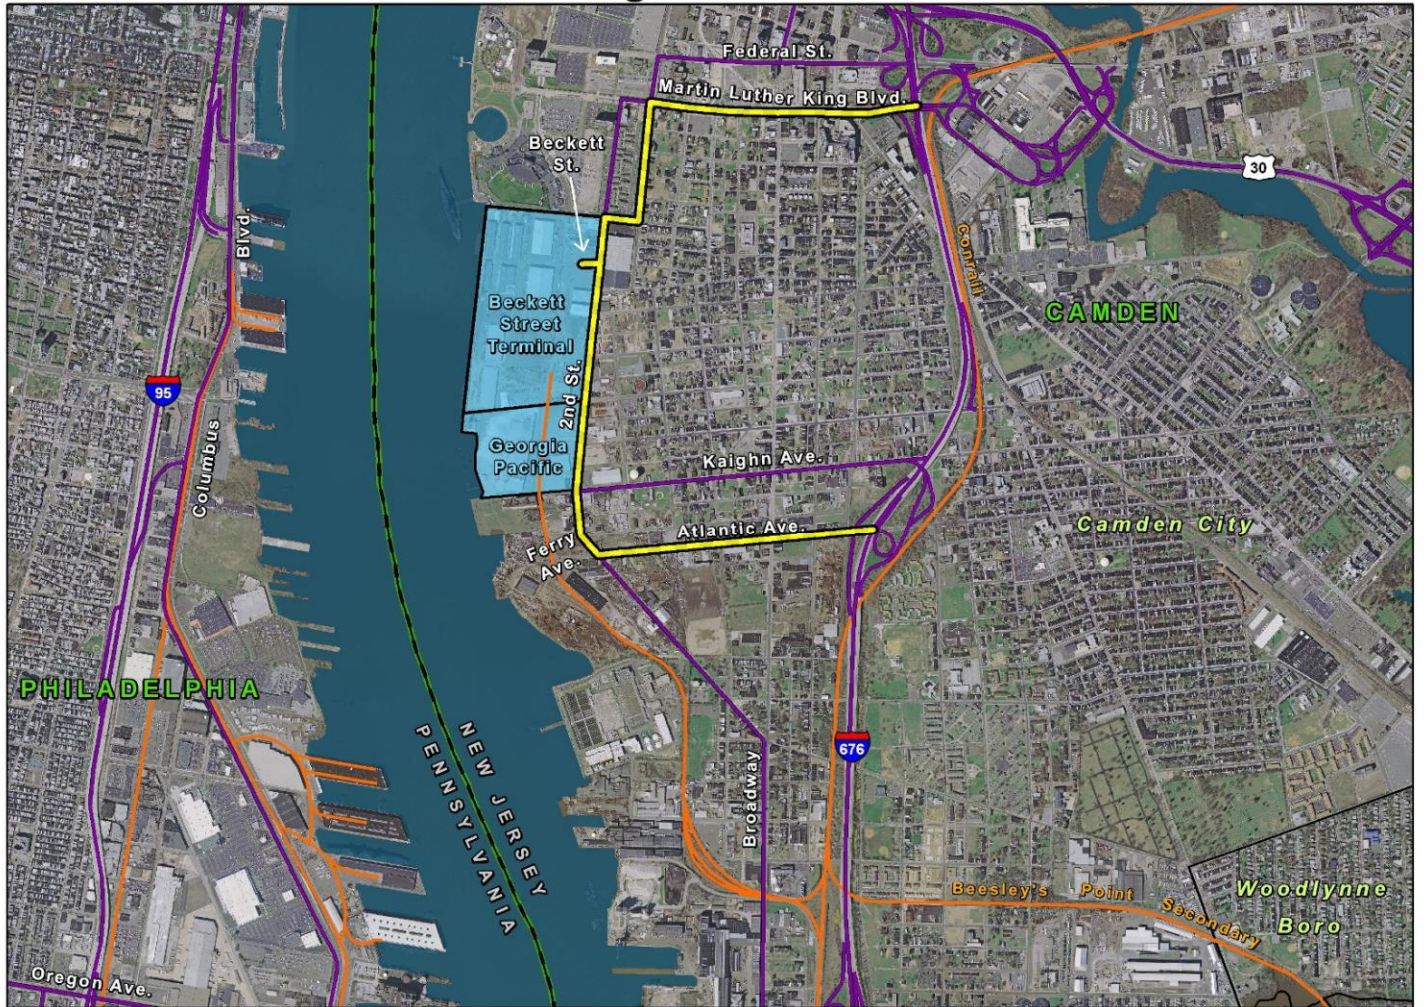 Federal St.
Martin Luther King Blvd.
Beckett
St.
30
Blvd.
Conrail
CAMDEN
Beckett
Street
Terminal
2nd St.
95
Columbus
Georgia
Pacific
Kaighn Ave.
Atlantic Ave.
Camden City
Ferry
Ave.
PHILADELPHIA
NEW JERSEY
PENNSYLVANIA
676
Broadway
Beesley's Point Secondary
Woodlynne
Boro
Oregon Ave.